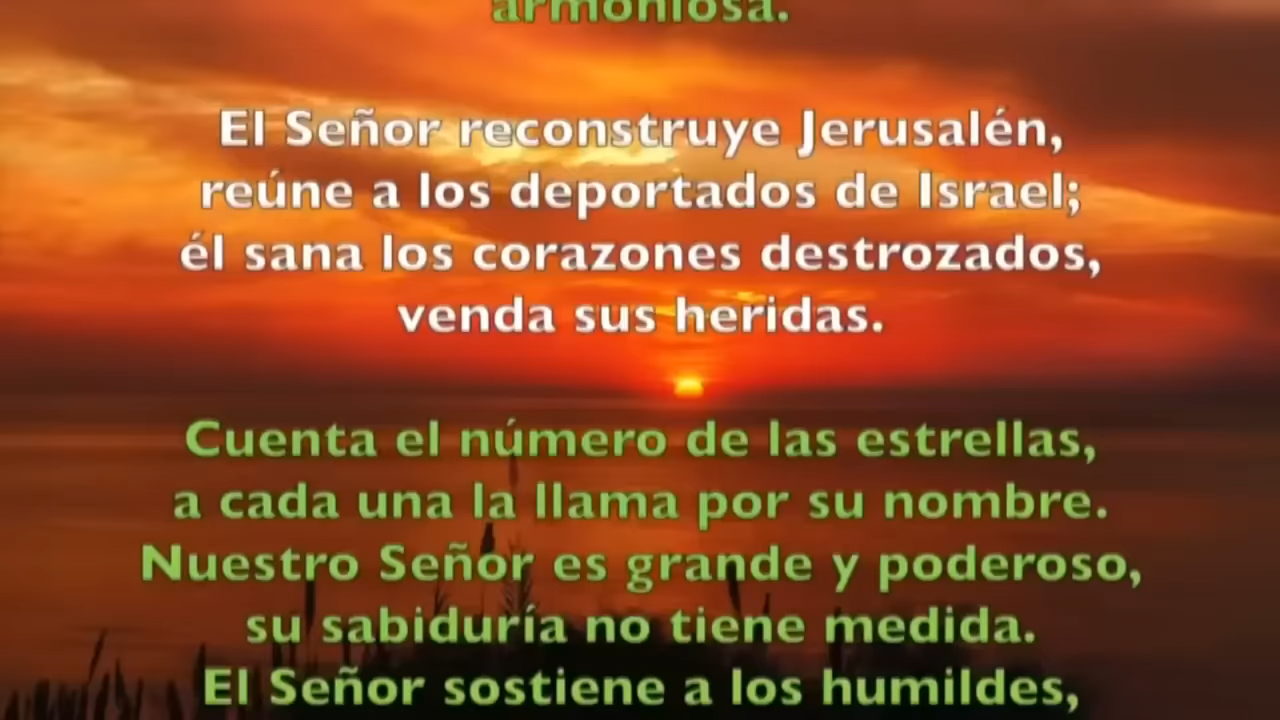 armoniosa.
El Señor reconstruye Jerusalén,
reúne a los deportados de Israel;
él sana los corazones destrozados,
venda sus heridas.
Cuenta el número de las estrellas,
a cada una la llama por su nombre.
Nuestro Señor es grande y poderoso,
su sabiduría no tiene medida.
El Señor sostiene a los humildes,